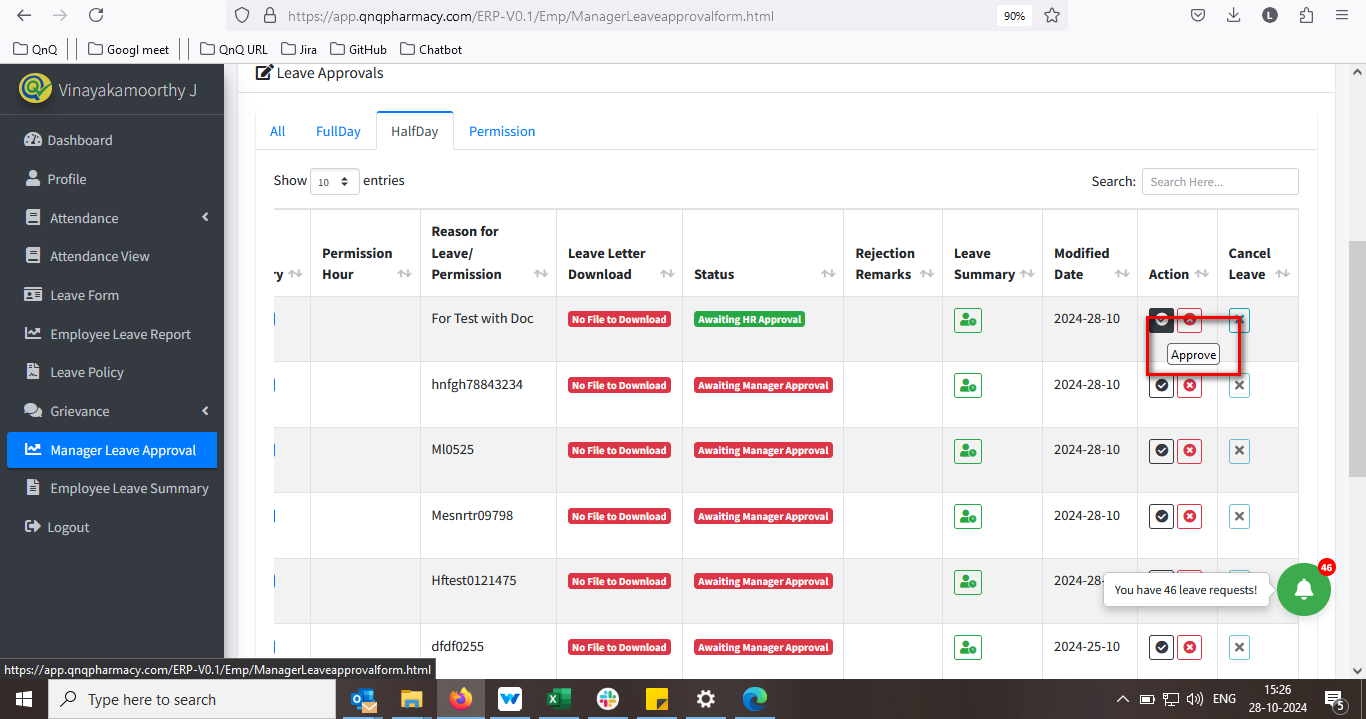 https://app.qnqpharmacy.com/ERP-V0.1/Emp/ManagerLeaveapprovalform.html
90%
L
QnQ
Googl meet
QnQ URL
Jira
GitHub
Chatbot
Vinayakamoorthy J
Dashboard
Profile
Attendance
Attendance View
Leave Form
Employee Leave Report
Leave Policy
Grievance
Manager Leave Approval
Employee Leave Summary
Logout
Leave Approvals
All
FullDay
HalfDay
Permission
Show 10 entries
Search: Search Here...
y
Permission
Hour
Reason for
Leave/
Permission
Leave Letter
Download
Status
Rejection
Remarks
Leave
Summary
Modified
Date
Action
Cancel
Leave
For Test with Doc No File to Download Awaiting HR Approval 2024-28-10
Approve
hnfgh78843234 No File to Download Awaiting Manager Approval 2024-28-10
Ml0525 No File to Download Awaiting Manager Approval 2024-28-10
Mesnrtr09798 No File to Download Awaiting Manager Approval 2024-28-10
Hftest0121475 No File to Download Awaiting Manager Approval 2024-28-
46
You have 46 leave requests!
dfdf0255 No File to Download Awaiting Manager Approval 2024-25-10
https://app.qnqpharmacy.com/ERP-V0.1/Emp/ManagerLeaveapprovalform.html
Type here to search
ENG
15:26
28-10-2024
5